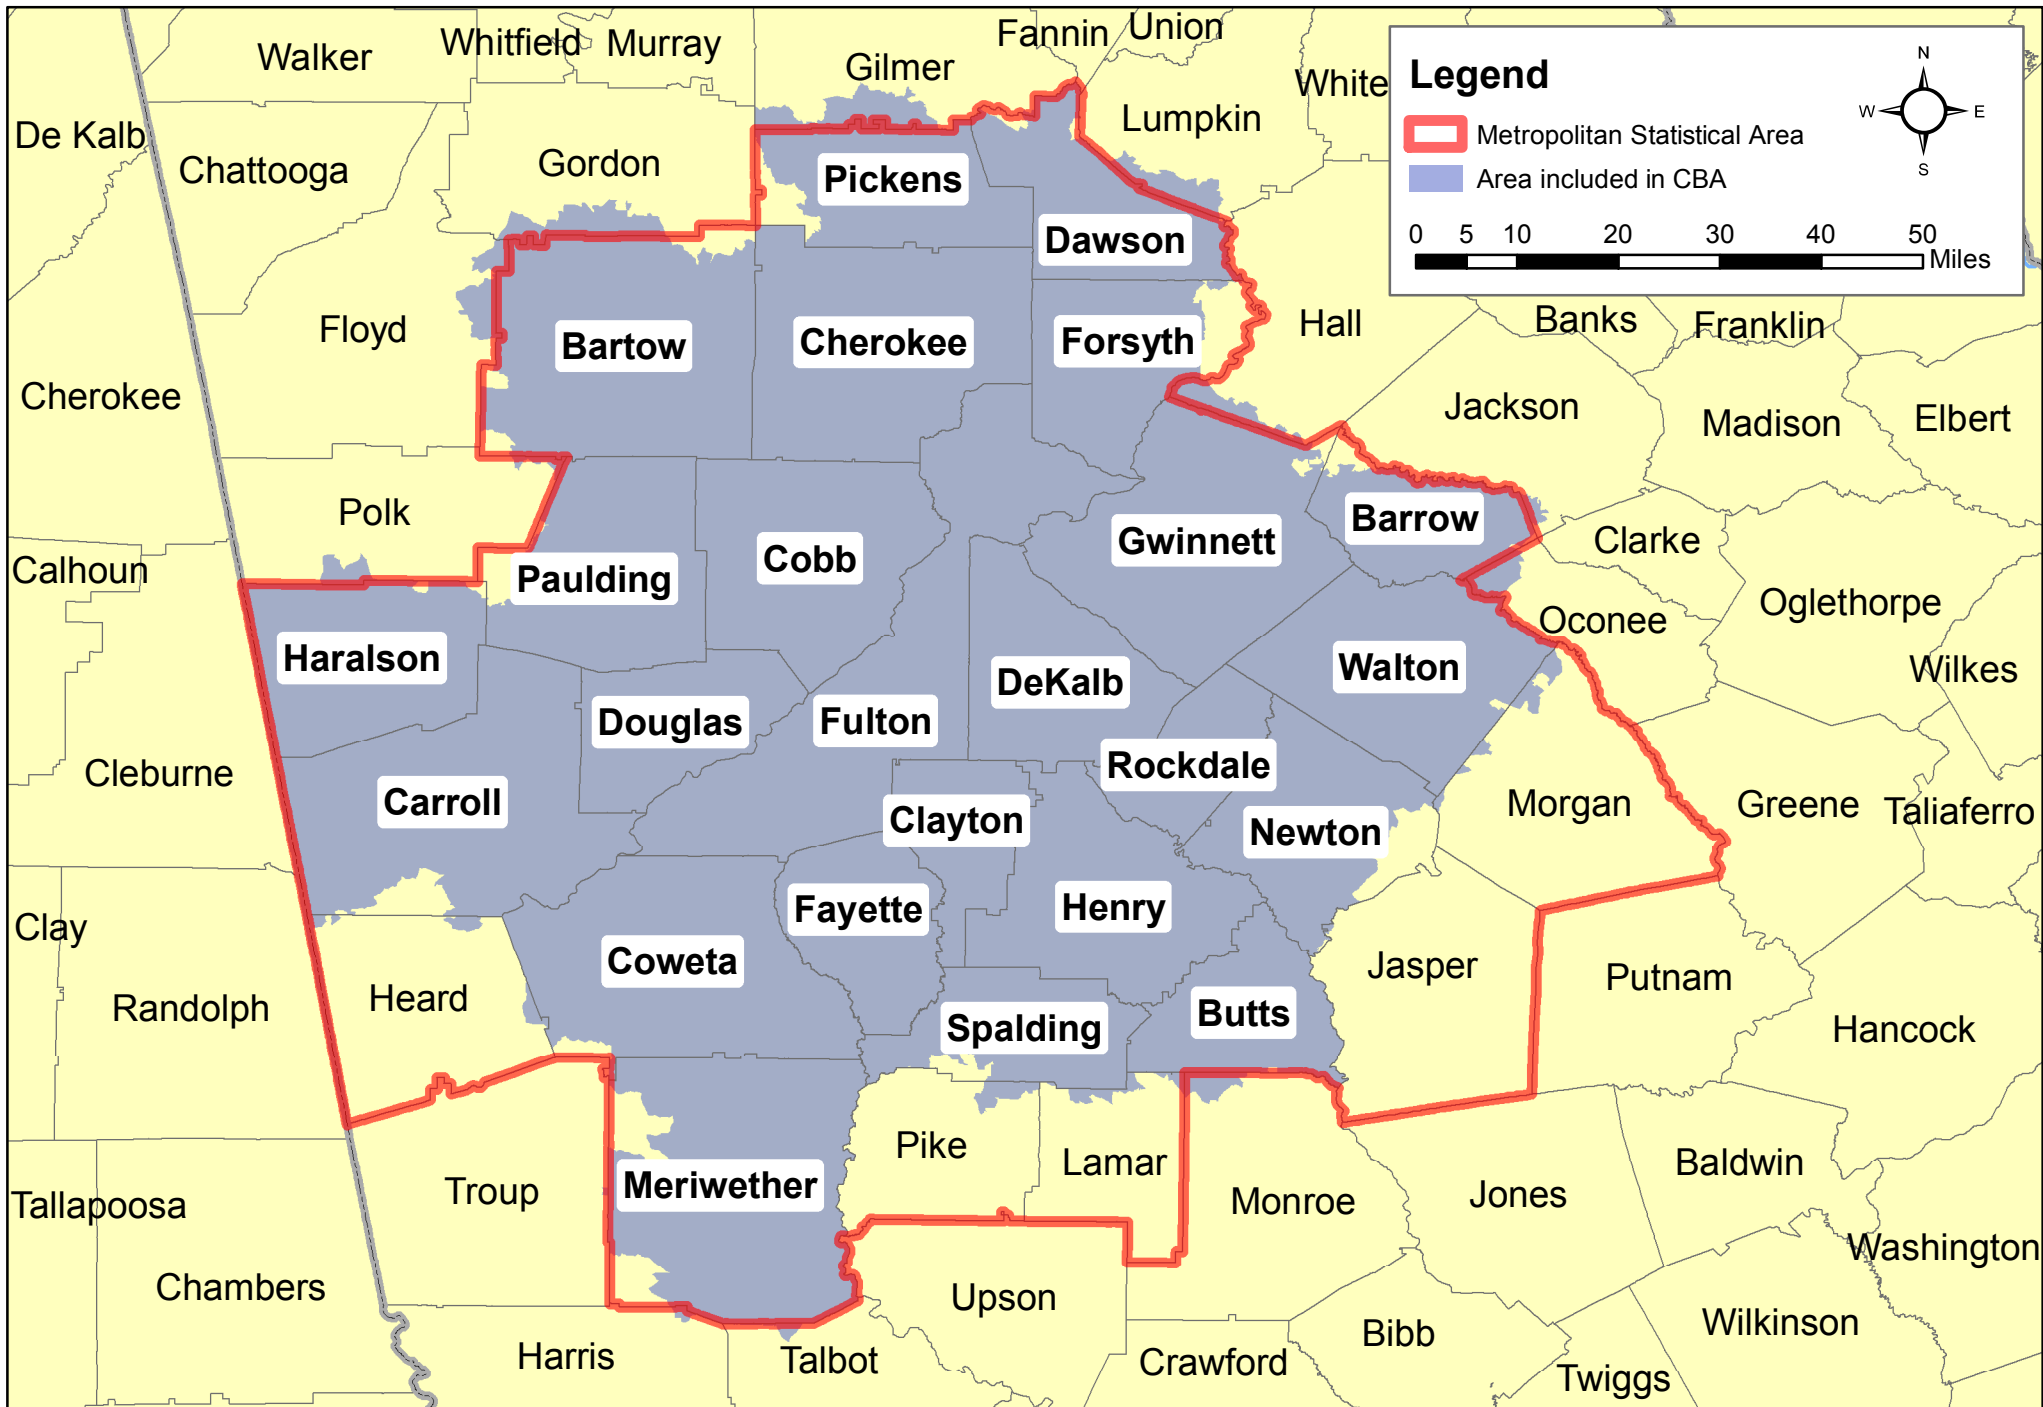 Walker
Whitfield
Murray
Gilmer
Fannin
Union
White
Lumpkin
De Kalb
Chattooga
Gordon
Legend
N
W
E
S
Metropolitan Statistical Area
Area included in CBA
0 5 10 20 30 40 50
Miles
Pickens
Dawson
Floyd
Bartow
Cherokee
Forsyth
Hall
Banks
Franklin
Cherokee
Jackson
Madison
Elbert
Polk
Calhoun
Paulding
Cobb
Gwinnett
Barrow
Clarke
Oglethorpe
Oconee
Wilkes
Haralson
Douglas
Fulton
DeKalb
Walton
Rockdale
Cleburne
Carroll
Clayton
Newton
Morgan
Greene
Taliaferro
Clay
Fayette
Henry
Coweta
Jasper
Putnam
Randolph
Heard
Spalding
Butts
Hancock
Pike
Lamar
Baldwin
Troup
Meriwether
Monroe
Jones
Tallapoosa
Washington
Chambers
Upson
Wilkinson
Bibb
Harris
Talbot
Crawford
Twiggs